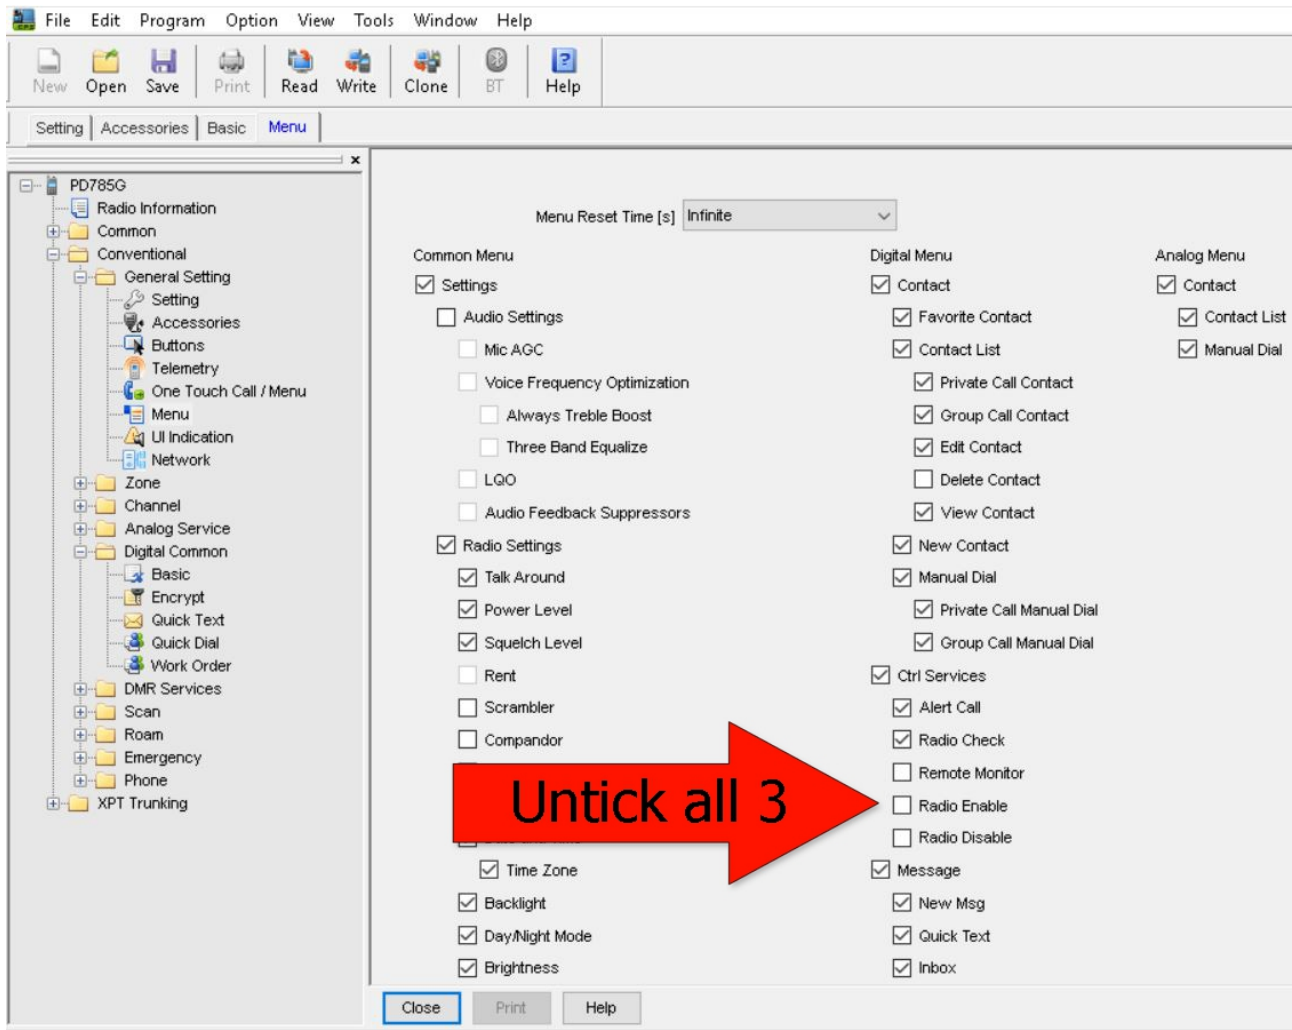 File Edit Program Option View Tools Window Help
New Open Save Print Read Write Clone BT Help
Setting Accessories Basic Menu
x
PD785G
Radio Information
Common
Conventional
General Setting
Setting
Accessories
Buttons
Telemetry
One Touch Call / Menu
Menu
UI Indication
Network
Zone
Channel
Analog Service
Digital Common
Basic
Encrypt
Quick Text
Quick Dial
Work Order
DMR Services
Scan
Roam
Emergency
Phone
XPT Trunking
Menu Reset Time [s] Infinite
Common Menu
Settings
Audio Settings
Mic AGC
Voice Frequency Optimization
Always Treble Boost
Three Band Equalize
LQO
Audio Feedback Suppressors
Radio Settings
Talk Around
Power Level
Squelch Level
Rent
Scrambler
Compandor
Untick all 3
Time Zone
Backlight
Day/Night Mode
Brightness
Digital Menu
Contact
Favorite Contact
Contact List
Private Call Contact
Group Call Contact
Edit Contact
Delete Contact
View Contact
New Contact
Manual Dial
Private Call Manual Dial
Group Call Manual Dial
Ctrl Services
Alert Call
Radio Check
Remote Monitor
Radio Enable
Radio Disable
Message
New Msg
Quick Text
Inbox
Analog Menu
Contact
Contact List
Manual Dial
Close Print Help